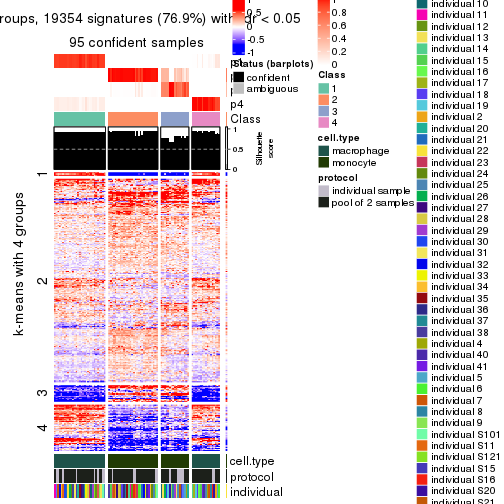 roups, 19354 signatures (76.9%) with
< 0.05
95 confident samples
p4
Class
1
0.5
0
Silhouette
score
k-means with 4 groups
1
2
3
4
cell.type
protocol
individual
0.5
0
-0.5
-1
Status (barplots)
confident
ambiguous
0.8
0.6
0.4
0.2
0
Class
1
2
3
4
cell.type
macrophage
monocyte
protocol
individual sample
pool of 2 samples
individual 10
individual 11
individual 12
individual 13
individual 14
individual 15
individual 16
individual 17
individual 18
individual 19
individual 2
individual 20
individual 21
individual 22
individual 23
individual 24
individual 25
individual 26
individual 27
individual 28
individual 29
individual 30
individual 31
individual 32
individual 33
individual 34
individual 35
individual 36
individual 37
individual 38
individual 4
individual 40
individual 41
individual 5
individual 6
individual 7
individual 8
individual 9
individual S101
individual S11
individual S121
individual S15
individual S16
individual S20
individual S21